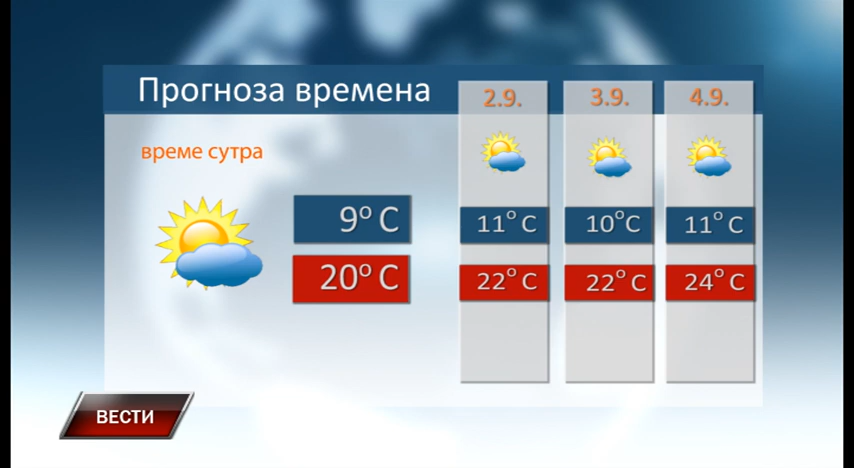 Прогноза времена
време сутра
9° C
20° C
2.9.
3.9.
4.9.
11° C
10°C
11° C
22° C
22° C
24° C
ВЕСТИ